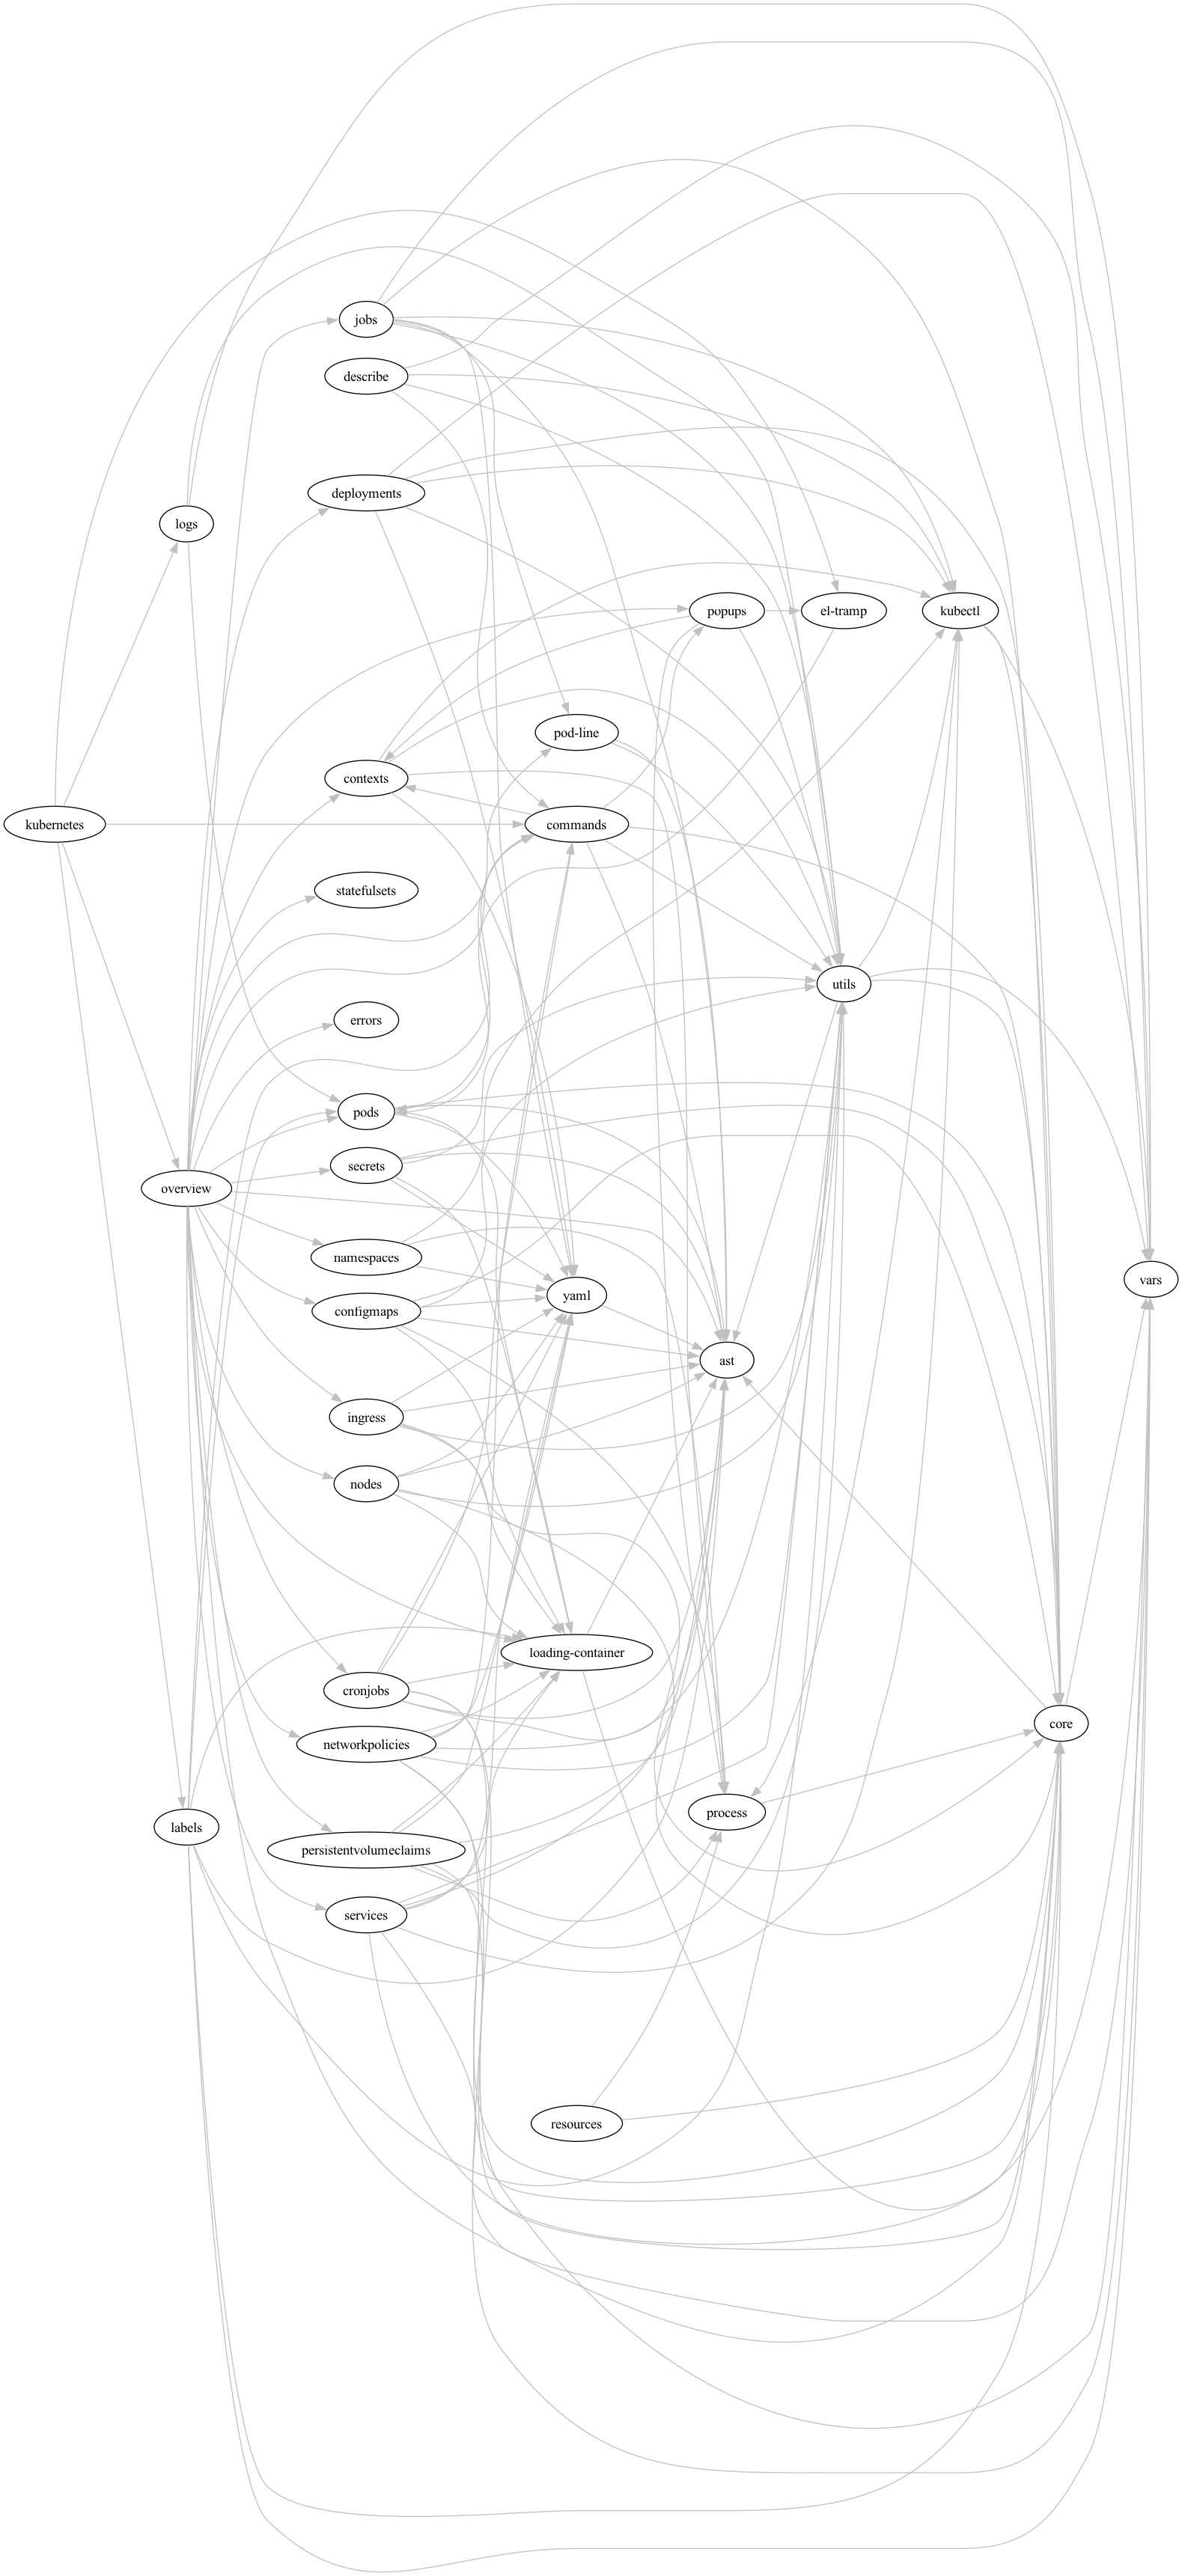 jobs
describe
deployments
logs
popups
el-tramp
kubectl
pod-line
contexts
kubernetes
commands
statefulsets
utils
errors
pods
secrets
overview
namespaces
vars
yaml
configmaps
ast
ingress
nodes
loading-container
cronjobs
core
networkpolicies
process
labels
persistentvolumeclaims
services
resources